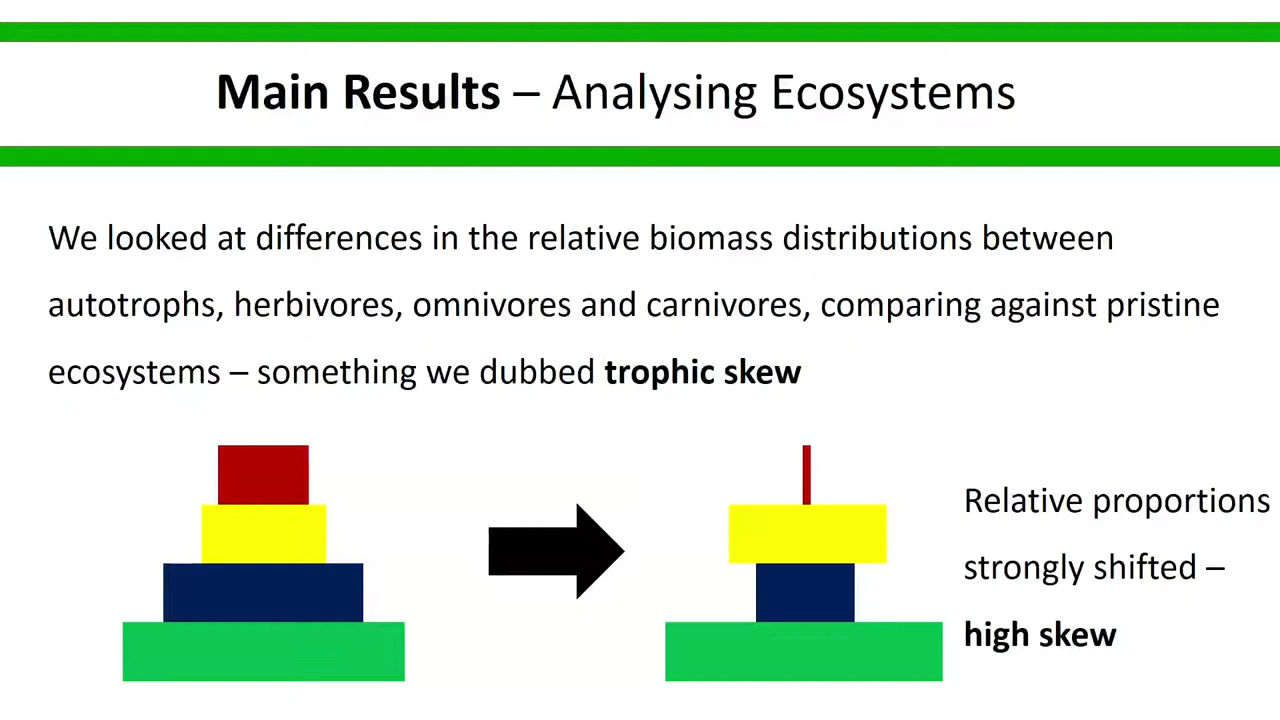 Main Results – Analysing Ecosystems
We looked at differences in the relative biomass distributions between
autotrophs, herbivores, omnivores and carnivores, comparing against pristine
ecosystems – something we dubbed trophic skew
Relative proportions
strongly shifted –
high skew